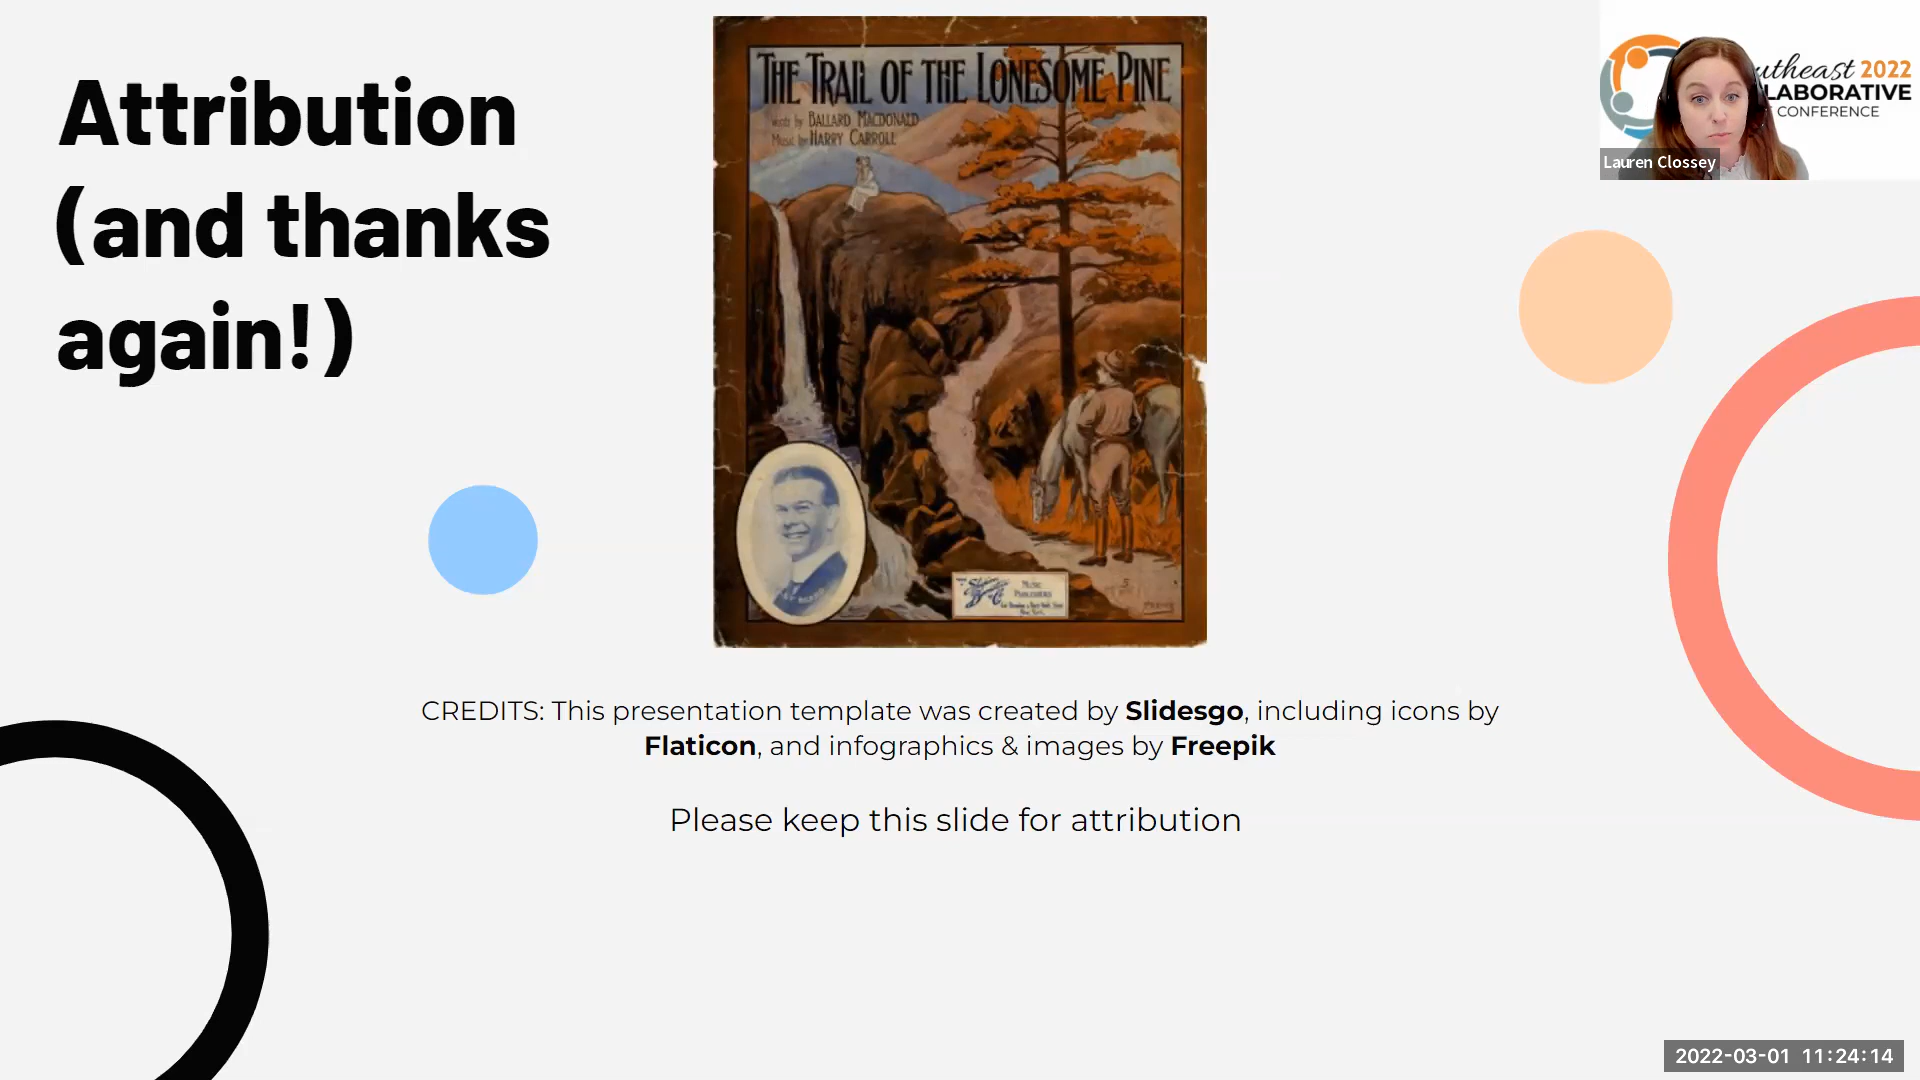 Attribution
(and thanks
again!)
THE TRAIL OF THE LONESOME PINE
Words by BALLARD MACDONALD
Music by HARRY CARROLL
MUSIC
PUBLISHERS
utheast 2022
LABORATIVE
CONFERENCE
Lauren Clossey
CREDITS: This presentation template was created by Slidesgo, including icons by
Flaticon, and infographics & images by Freepik
Please keep this slide for attribution
2022-03-01 11:24:14